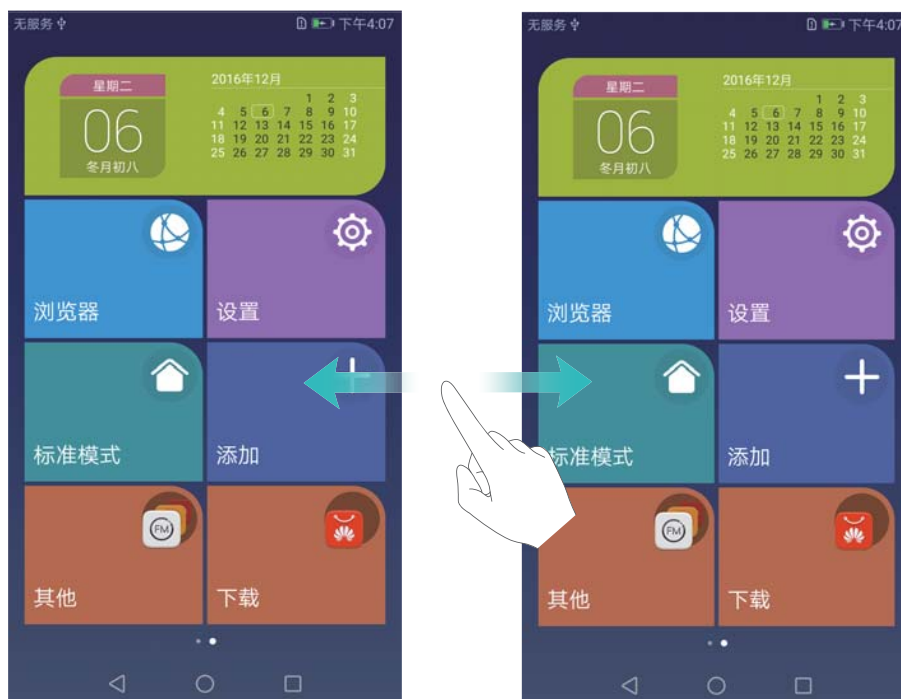 无服务
下午4:07
星期二
06
冬月初八
2016年12月
1 2 3
4 5 6 7 8 9 10
11 12 13 14 15 16 17
18 19 20 21 22 23 24
25 26 27 28 29 30 31
浏览器
设置
标准模式
添加
FM
其他
下载
无服务
下午4:07
星期二
06
冬月初八
2016年12月
1 2 3
4 5 6 7 8 9 10
11 12 13 14 15 16 17
18 19 20 21 22 23 24
25 26 27 28 29 30 31
浏览器
设置
标准模式
添加
FM
其他
下载